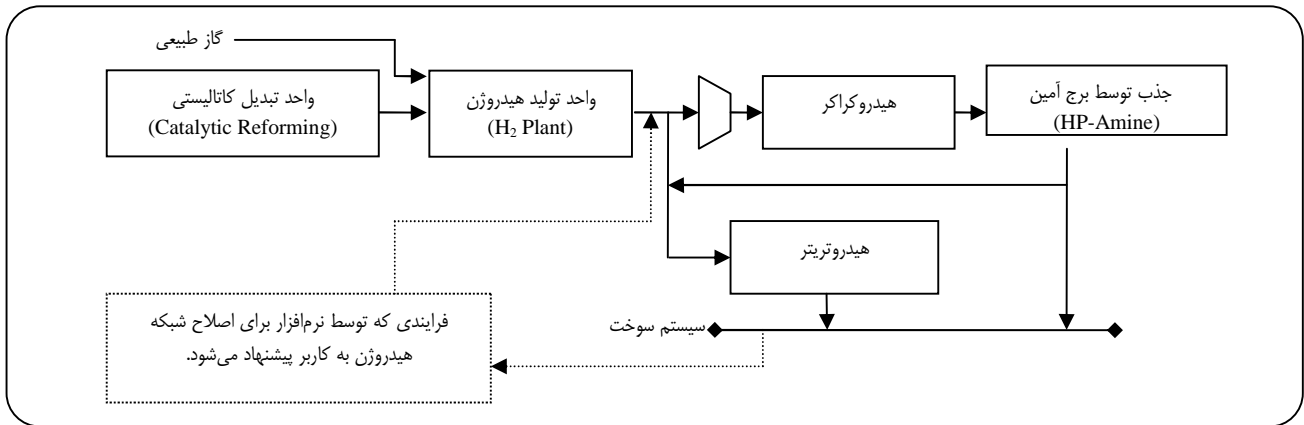 گاز طبیعی
واحد تبدیل کاتالیستی
(Catalytic Reforming)
واحد تولید هیدروژن
(H₂ Plant)
هیدروکراکر
جذب توسط برج آمین
(HP-Amine)
هیدروتریتر
سیستم سوخت
فرایندی که توسط نرم‌افزار برای اصلاح شبکه
هیدروژن به کاربر پیشنهاد می‌شود.